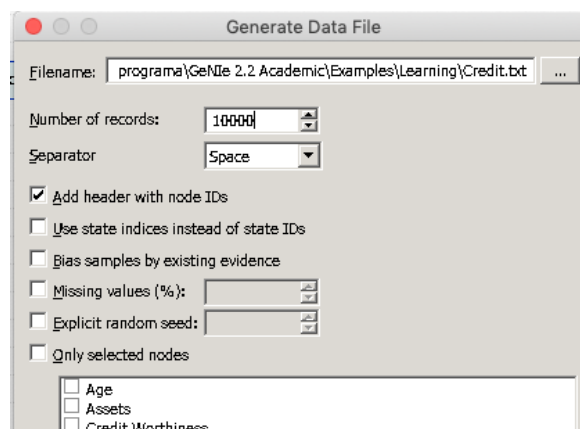 Generate Data File
Filename: programa\GeNIe 2.2 Academic\Examples\Learning\Credit.txt ...
Number of records: 10000
Separator Space
Add header with node IDs
Use state indices instead of state IDs
Bias samples by existing evidence
Missing values (%):
Explicit random seed:
Only selected nodes
Age
Assets
Credit Worthiness